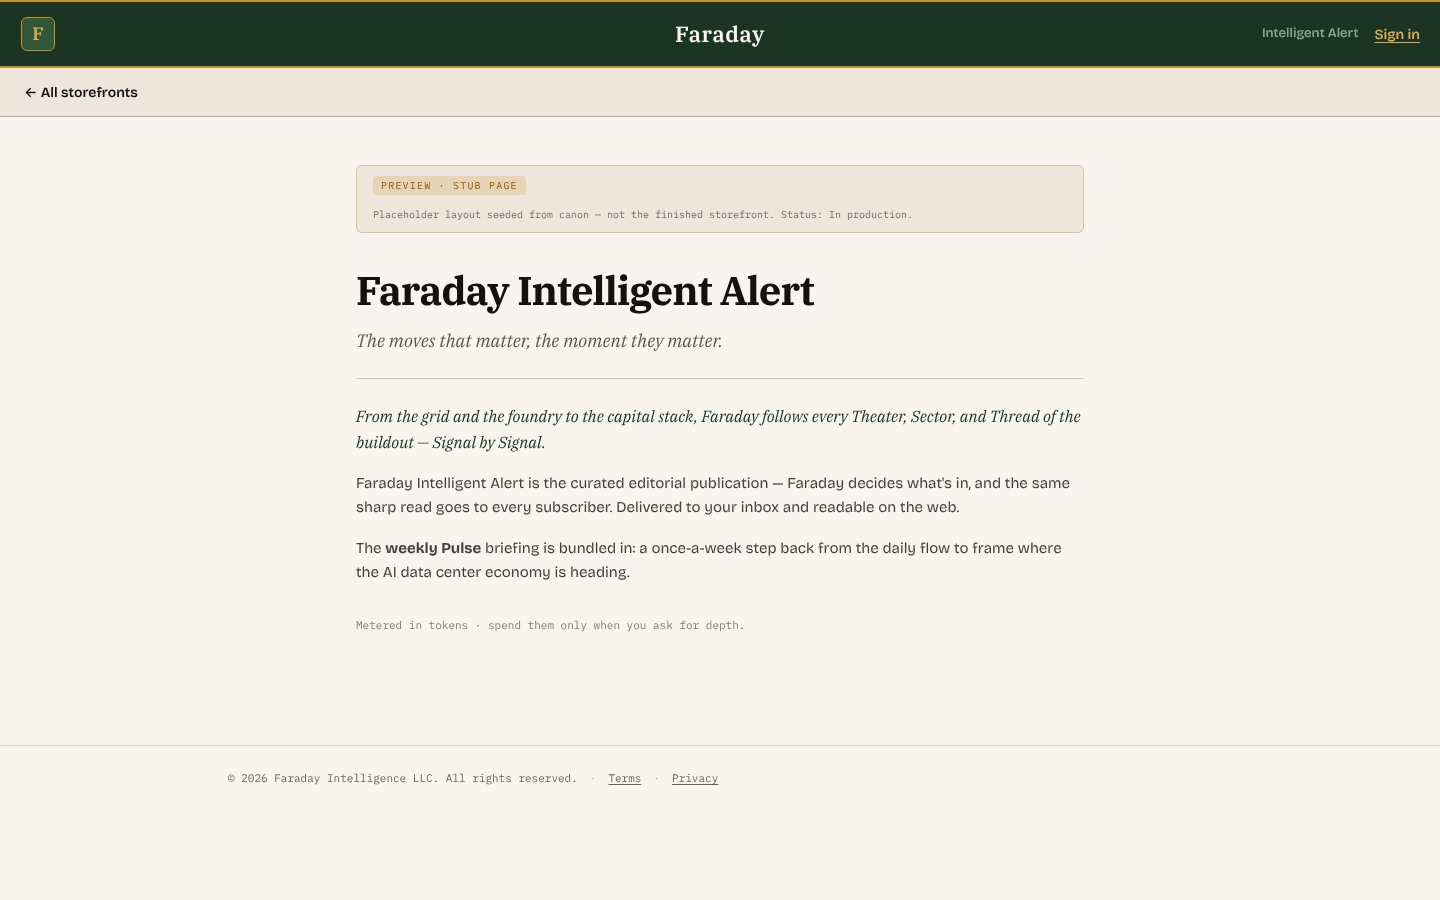 F
Faraday
Intelligent Alert
Sign in
← All storefronts
PREVIEW · STUB PAGE
Placeholder layout seeded from canon — not the finished storefront. Status: In production.
Faraday Intelligent Alert
The moves that matter, the moment they matter.
From the grid and the foundry to the capital stack, Faraday follows every Theater, Sector, and Thread of the
buildout — Signal by Signal.
Faraday Intelligent Alert is the curated editorial publication — Faraday decides what's in, and the same
sharp read goes to every subscriber. Delivered to your inbox and readable on the web.
The weekly Pulse briefing is bundled in: a once-a-week step back from the daily flow to frame where
the AI data center economy is heading.
Metered in tokens · spend them only when you ask for depth.
© 2026 Faraday Intelligence LLC. All rights reserved. · Terms · Privacy